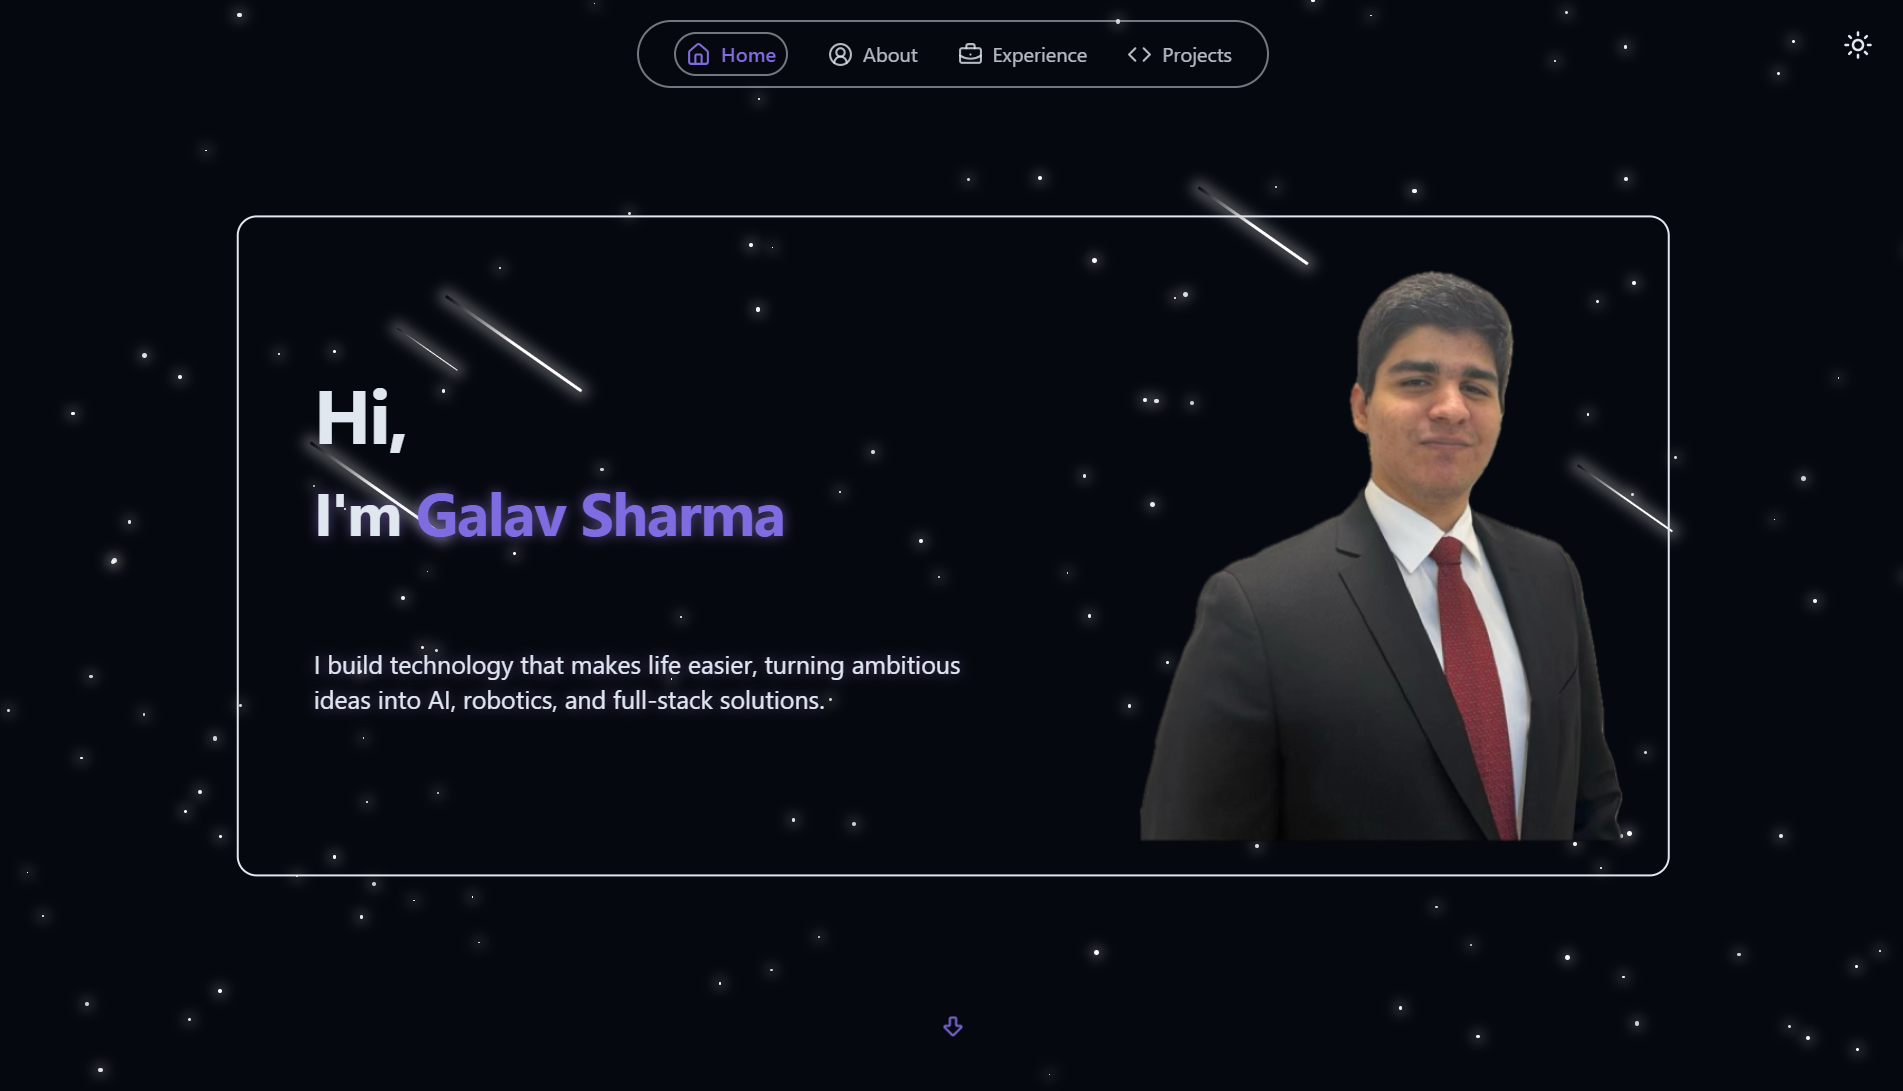 Home About Experience Projects
Hi,
I'm Galav Sharma
I build technology that makes life easier, turning ambitious
ideas into AI, robotics, and full-stack solutions.